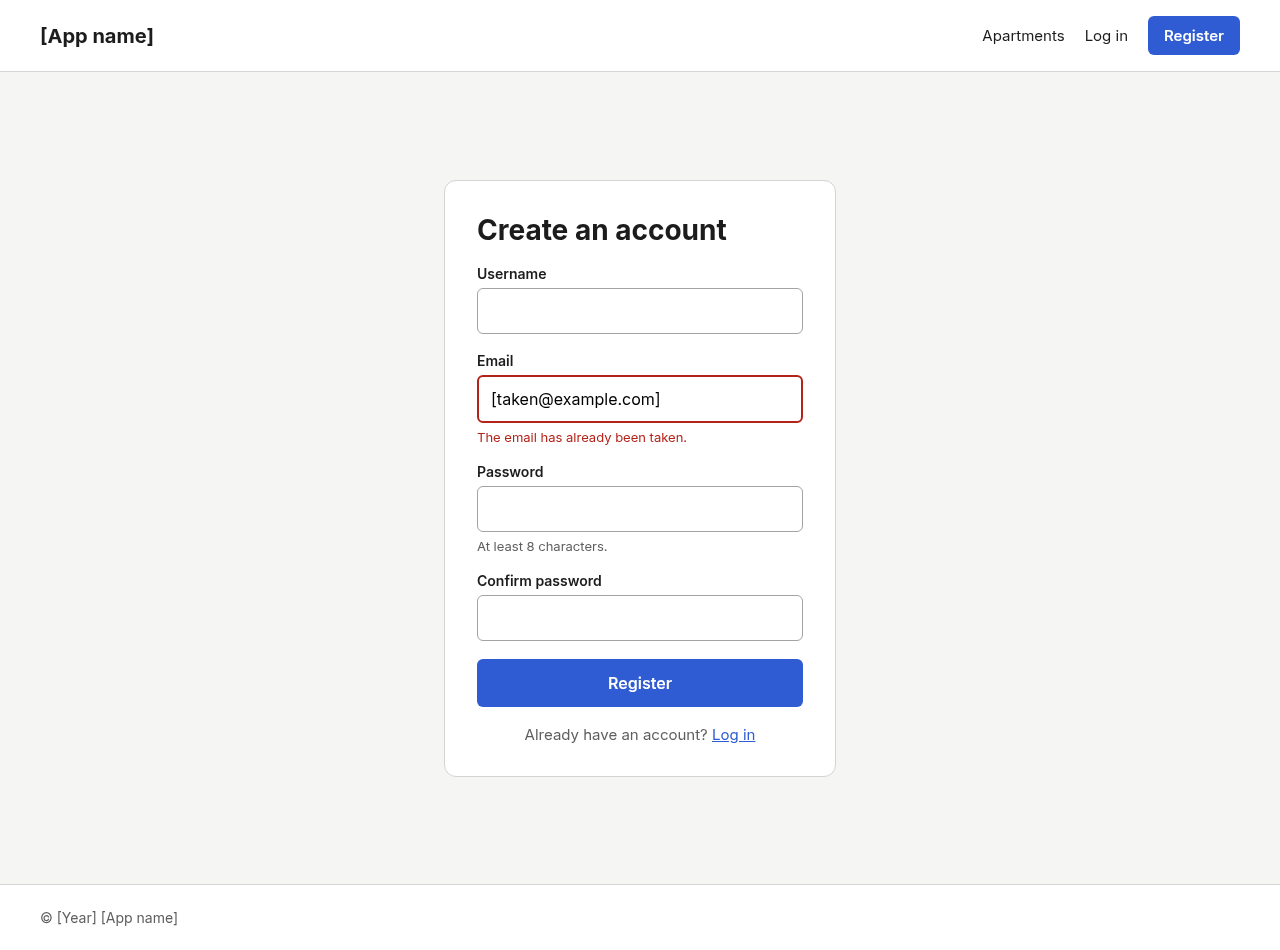 [App name]
Apartments
Log in
Register
Create an account
Username
Email
[taken@example.com]
The email has already been taken.
Password
At least 8 characters.
Confirm password
Register
Already have an account? Log in
© [Year] [App name]